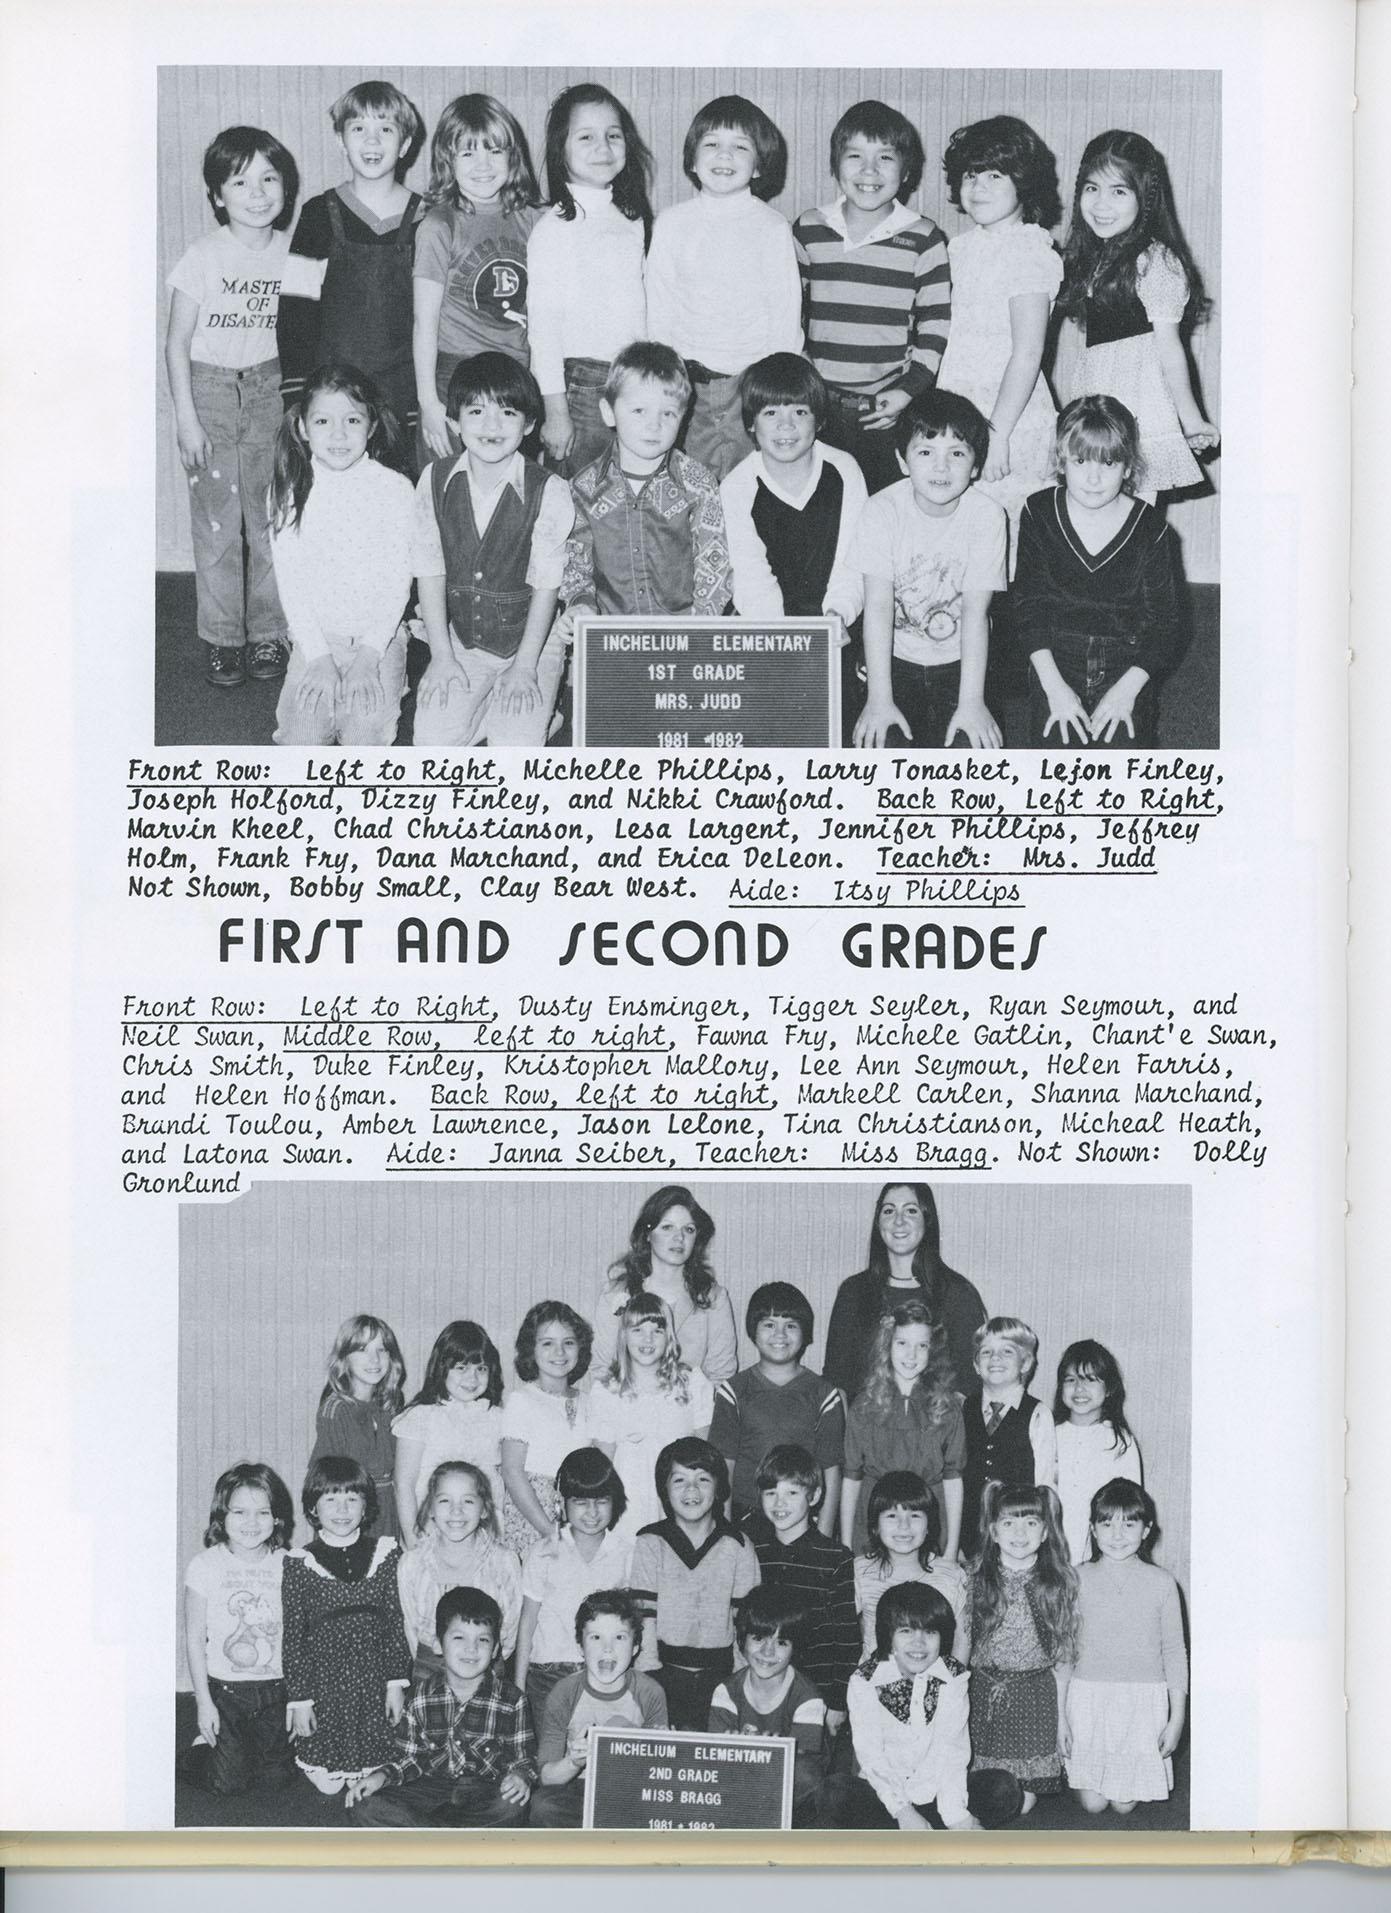 MASTE
OF
DISASTE
D
INCHELIUM ELEMENTARY
1ST GRADE
MRS. JUDD
1981 *1982
Front Row: Left to Right, Michelle Phillips, Larry Tonasket, Lejon Finley,
Joseph Holford, Dizzy Finley, and Nikki Crawford. Back Row, Left to Right,
Marvin Kheel, Chad Christianson, Lesa Largent, Jennifer Phillips, Jeffrey
Holm, Frank Fry, Dana Marchand, and Erica DeLeon. Teacher: Mrs. Judd
Not Shown, Bobby Small, Clay Bear West. Aide: Itsy Phillips
FIRST AND SECOND GRADES
Front Row: Left to Right, Dusty Ensminger, Tigger Seyler, Ryan Seymour, and
Neil Swan, Middle Row, left to right, Fawna Fry, Michele Gatlin, Chant'e Swan,
Chris Smith, Duke Finley, Kristopher Mallory, Lee Ann Seymour, Helen Farris,
and Helen Hoffman. Back Row, left to right, Markell Carlen, Shanna Marchand,
Brandi Toulou, Amber Lawrence, Jason Lelone, Tina Christianson, Micheal Heath,
and Latona Swan. Aide: Janna Seiber, Teacher: Miss Bragg. Not Shown: Dolly
Gronlund
I'M NUTS
ABOUT YOU
INCHELIUM ELEMENTARY
2ND GRADE
MISS BRAGG
1981 * 1982